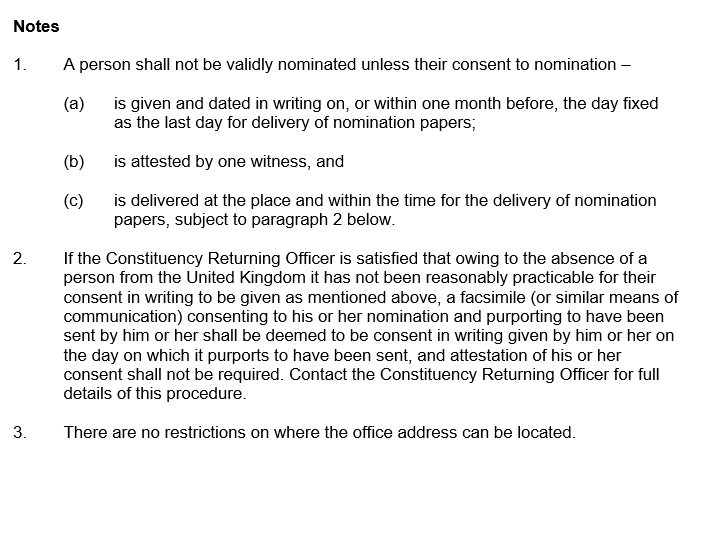 Notes
1. A person shall not be validly nominated unless their consent to nomination –
(a) is given and dated in writing on, or within one month before, the day fixed
as the last day for delivery of nomination papers;
(b) is attested by one witness, and
(c) is delivered at the place and within the time for the delivery of nomination
papers, subject to paragraph 2 below.
2. If the Constituency Returning Officer is satisfied that owing to the absence of a
person from the United Kingdom it has not been reasonably practicable for their
consent in writing to be given as mentioned above, a facsimile (or similar means of
communication) consenting to his or her nomination and purporting to have been
sent by him or her shall be deemed to be consent in writing given by him or her on
the day on which it purports to have been sent, and attestation of his or her
consent shall not be required. Contact the Constituency Returning Officer for full
details of this procedure.
3. There are no restrictions on where the office address can be located.